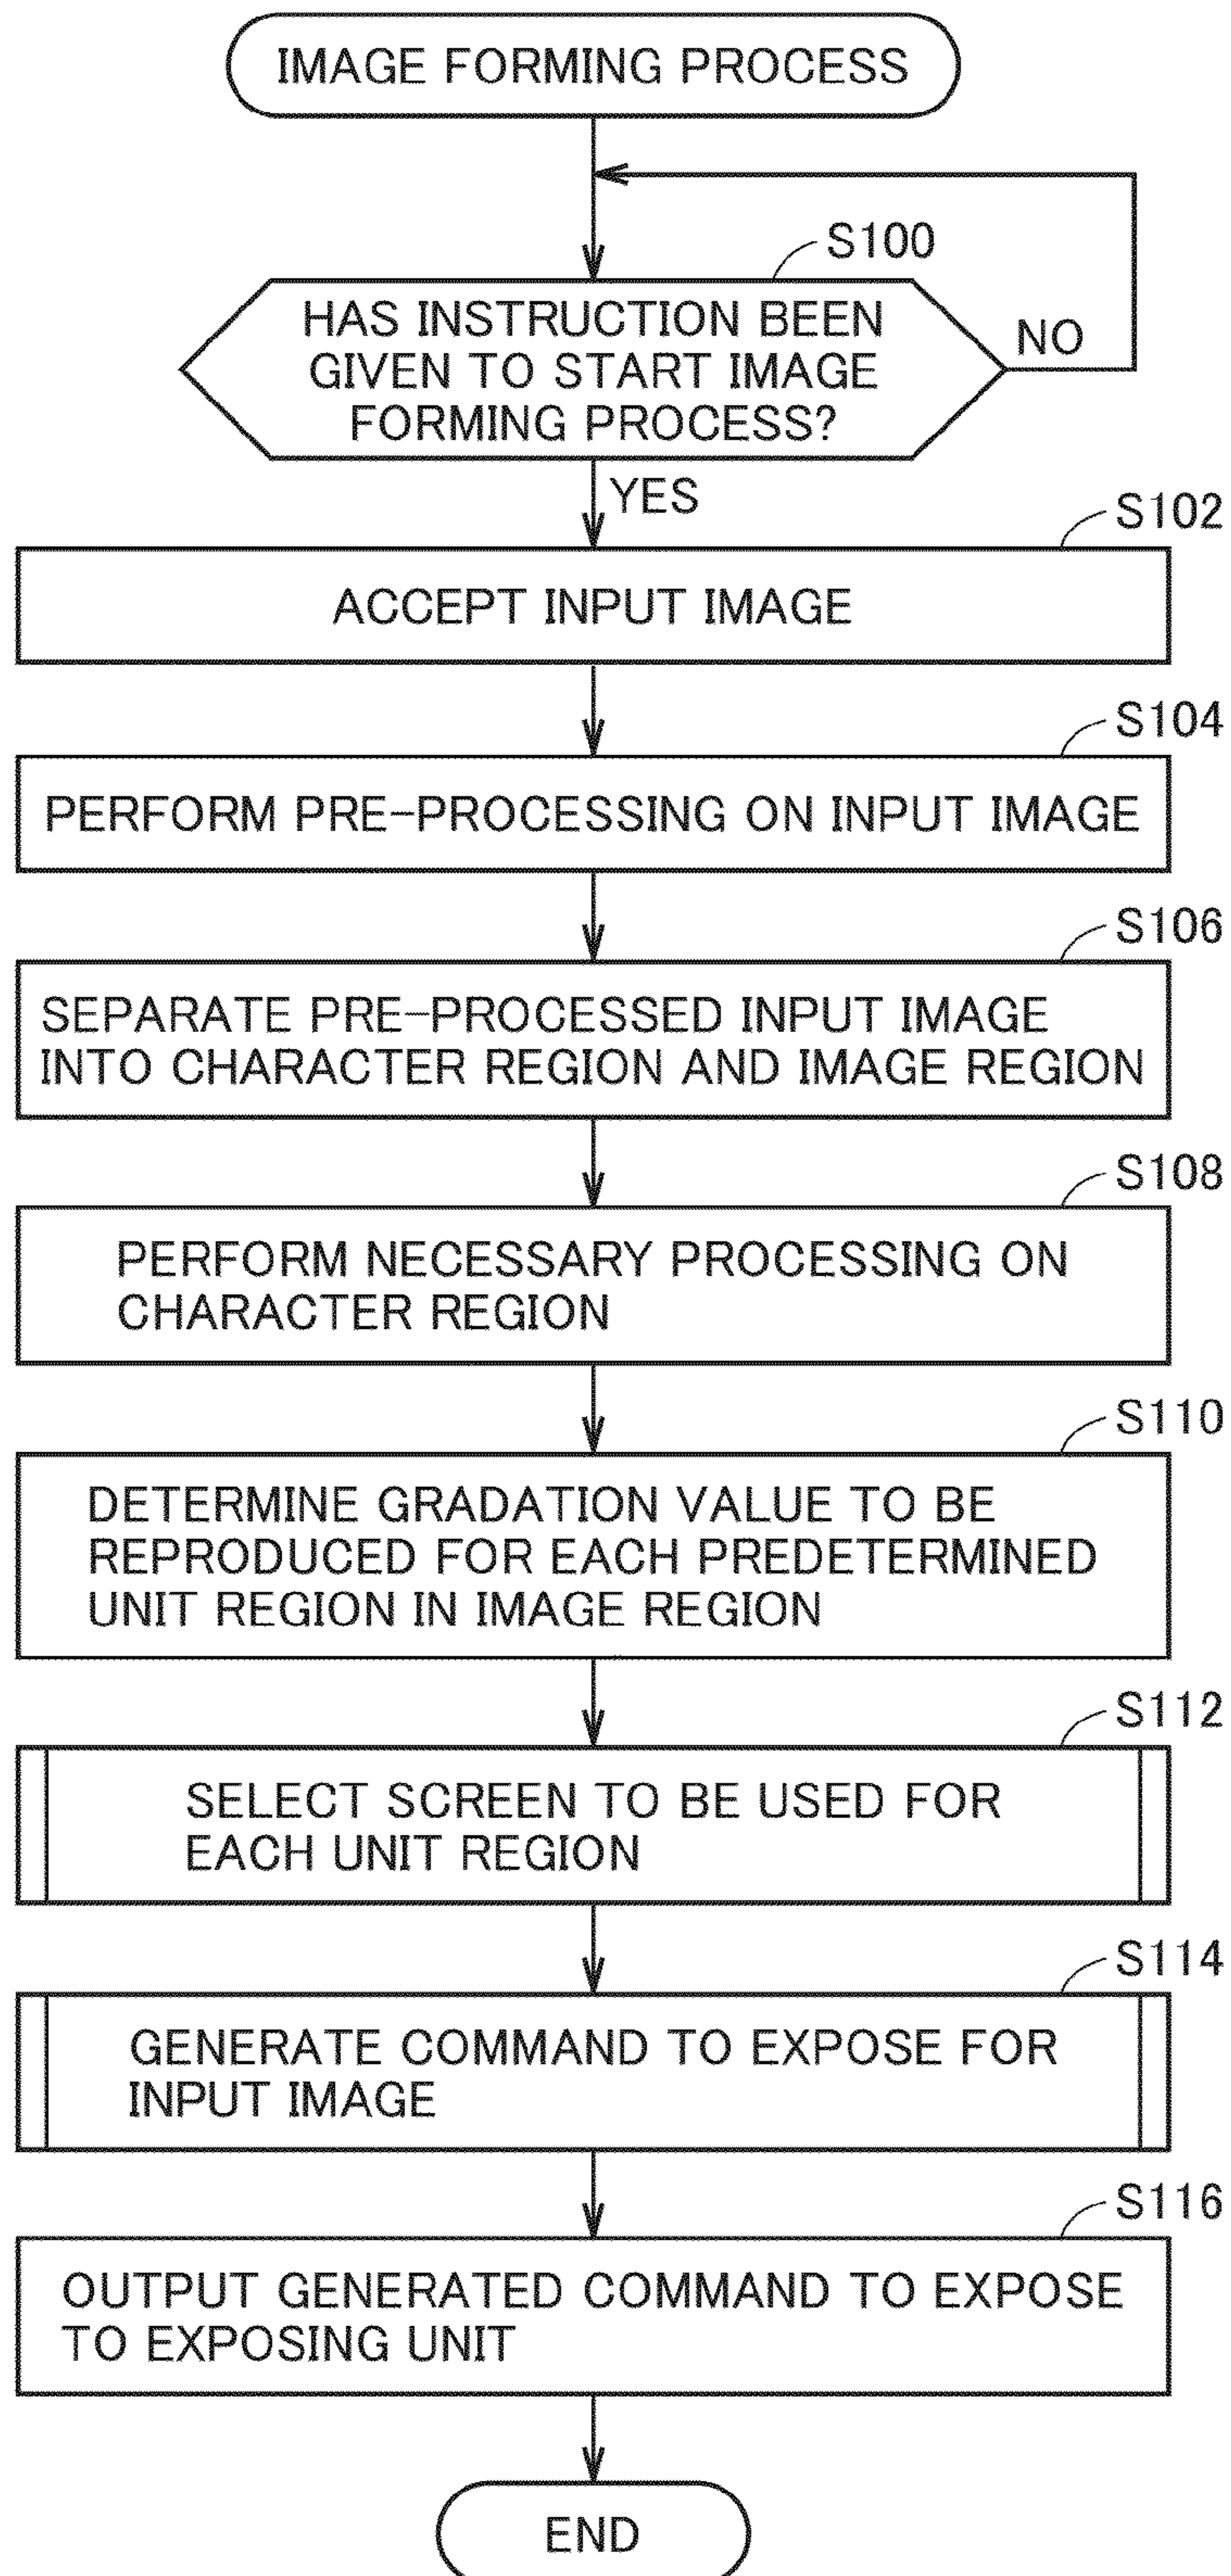 IMAGE FORMING PROCESS
S100
HAS INSTRUCTION BEEN
GIVEN TO START IMAGE
FORMING PROCESS?
NO
YES
S102
ACCEPT INPUT IMAGE
S104
PERFORM PRE-PROCESSING ON INPUT IMAGE
S106
SEPARATE PRE-PROCESSED INPUT IMAGE
INTO CHARACTER REGION AND IMAGE REGION
S108
PERFORM NECESSARY PROCESSING ON
CHARACTER REGION
S110
DETERMINE GRADATION VALUE TO BE
REPRODUCED FOR EACH PREDETERMINED
UNIT REGION IN IMAGE REGION
S112
SELECT SCREEN TO BE USED FOR
EACH UNIT REGION
S114
GENERATE COMMAND TO EXPOSE FOR
INPUT IMAGE
S116
OUTPUT GENERATED COMMAND TO EXPOSE
TO EXPOSING UNIT
END